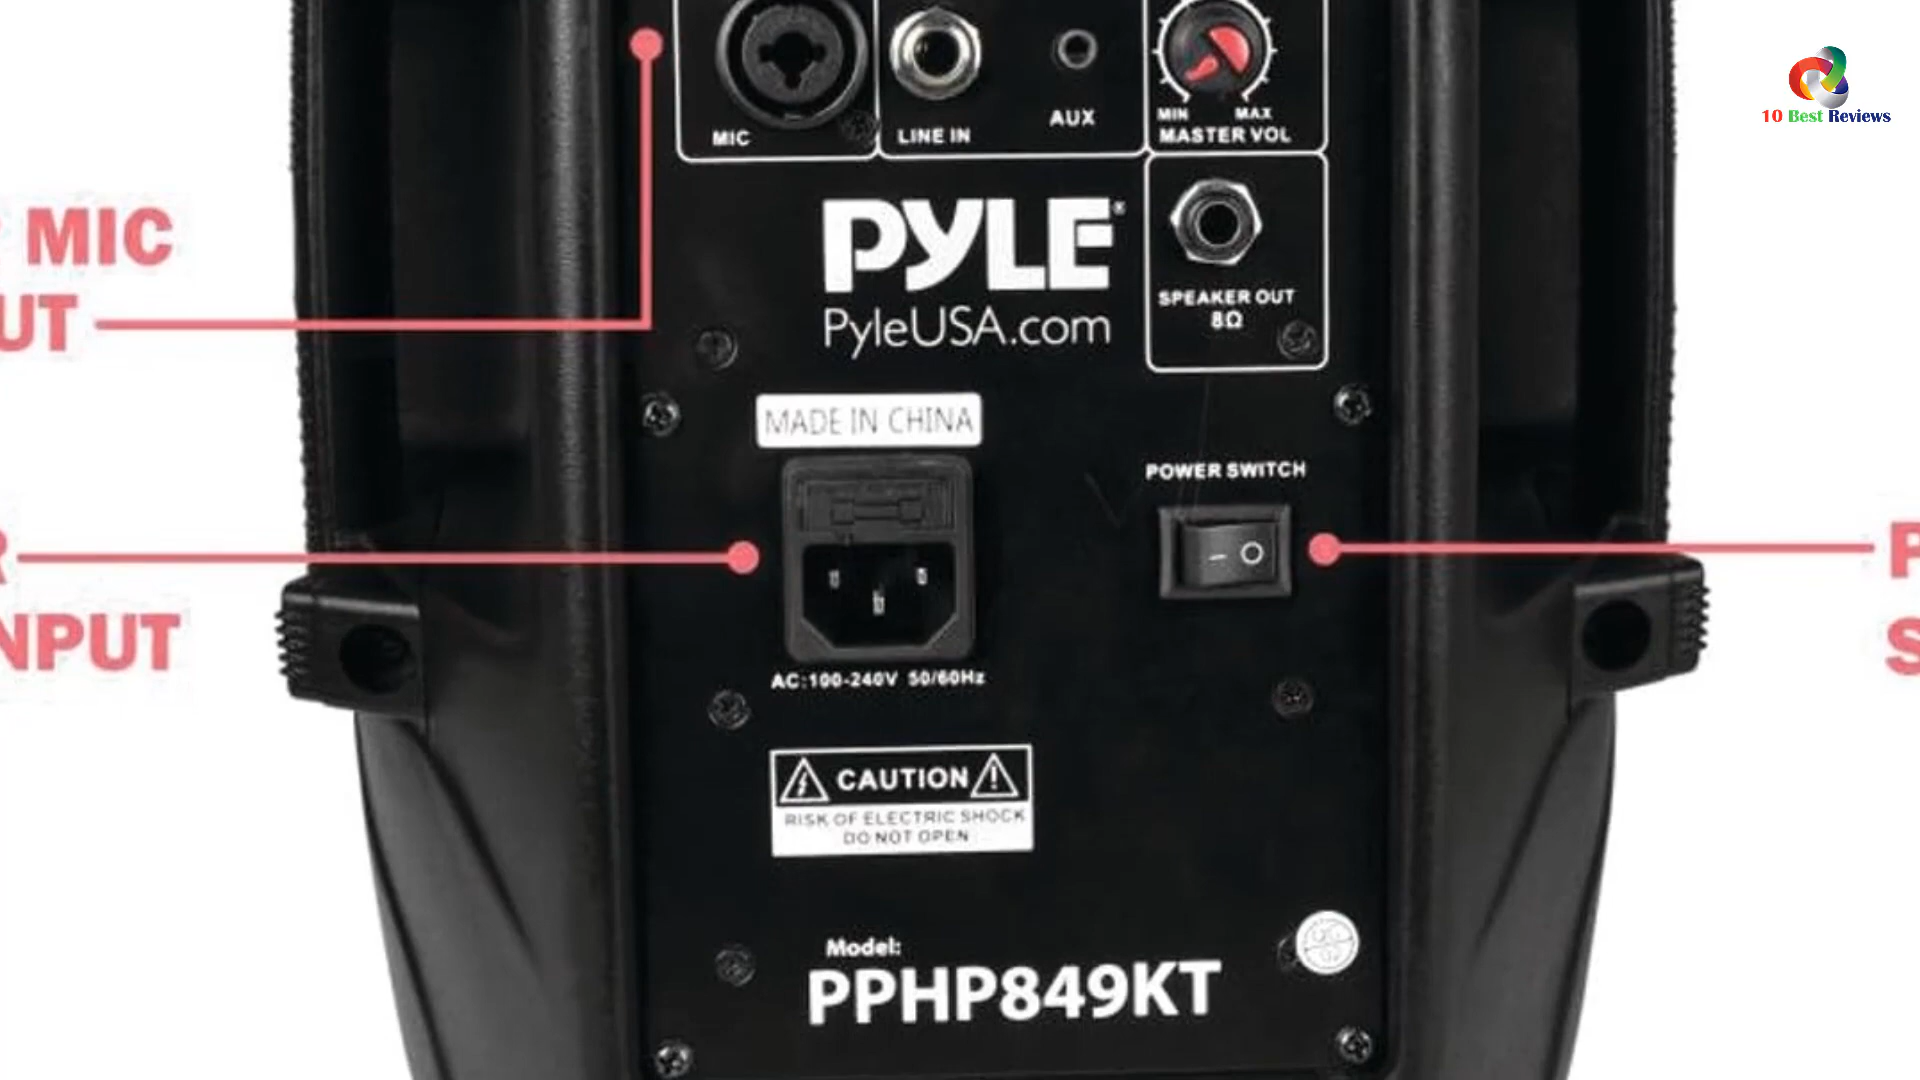 10 Best Reviews
MIC
LINE IN
AUX
MIN MAX
MASTER VOL
MIC
UT
PYLE®
PyleUSA.com
SPEAKER OUT
8Ω
MADE IN CHINA
POWER SWITCH
– O
R
NPUT
P
S
AC:100-240V 50/60Hz
CAUTION
RISK OF ELECTRIC SHOCK
DO NOT OPEN
Model:
PPHP849KT